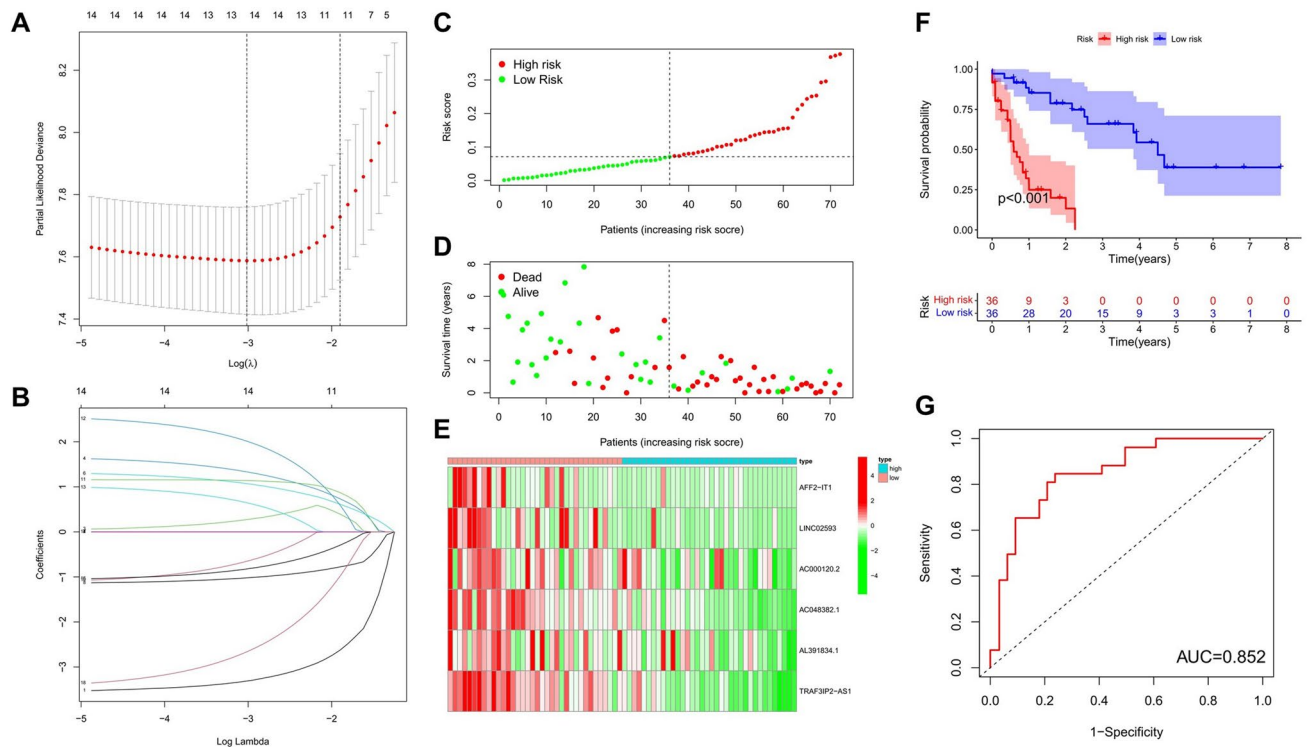 A
14 14 14 14 13 13 14 14 13 11 11 7 5
Partial Likelihood Deviance
8.2
8.0
7.8
7.6
7.4
−5 −4 −3 −2
Log(λ)
B
14 14 14 11
Coefficients
2
1
0
−1
−2
−3
12
4
6
11
13
18
1
−5 −4 −3 −2
Log Lambda
C
High risk
Low Risk
Risk score
0.3
0.2
0.1
0.0
0 10 20 30 40 50 60 70
Patients (increasing risk socre)
D
Dead
Alive
Survival time (years)
8
6
4
2
0
0 10 20 30 40 50 60 70
Patients (increasing risk socre)
E
type
AFF2−IT1
LINC02593
AC000120.2
AC048382.1
AL391834.1
TRAF3IP2−AS1
4
2
0
−2
−4
type
high
low
F
Risk High risk Low risk
Survival probability
1.00
0.75
0.50
0.25
0.00
p<0.001
0 1 2 3 4 5 6 7 8
Time(years)
Risk
High risk 36 9 3 0 0 0 0 0 0
Low risk 36 28 20 15 9 3 3 1 0
0 1 2 3 4 5 6 7 8
Time(years)
G
Sensitivity
1.0
0.8
0.6
0.4
0.2
0.0
AUC=0.852
0.0 0.2 0.4 0.6 0.8 1.0
1−Specificity